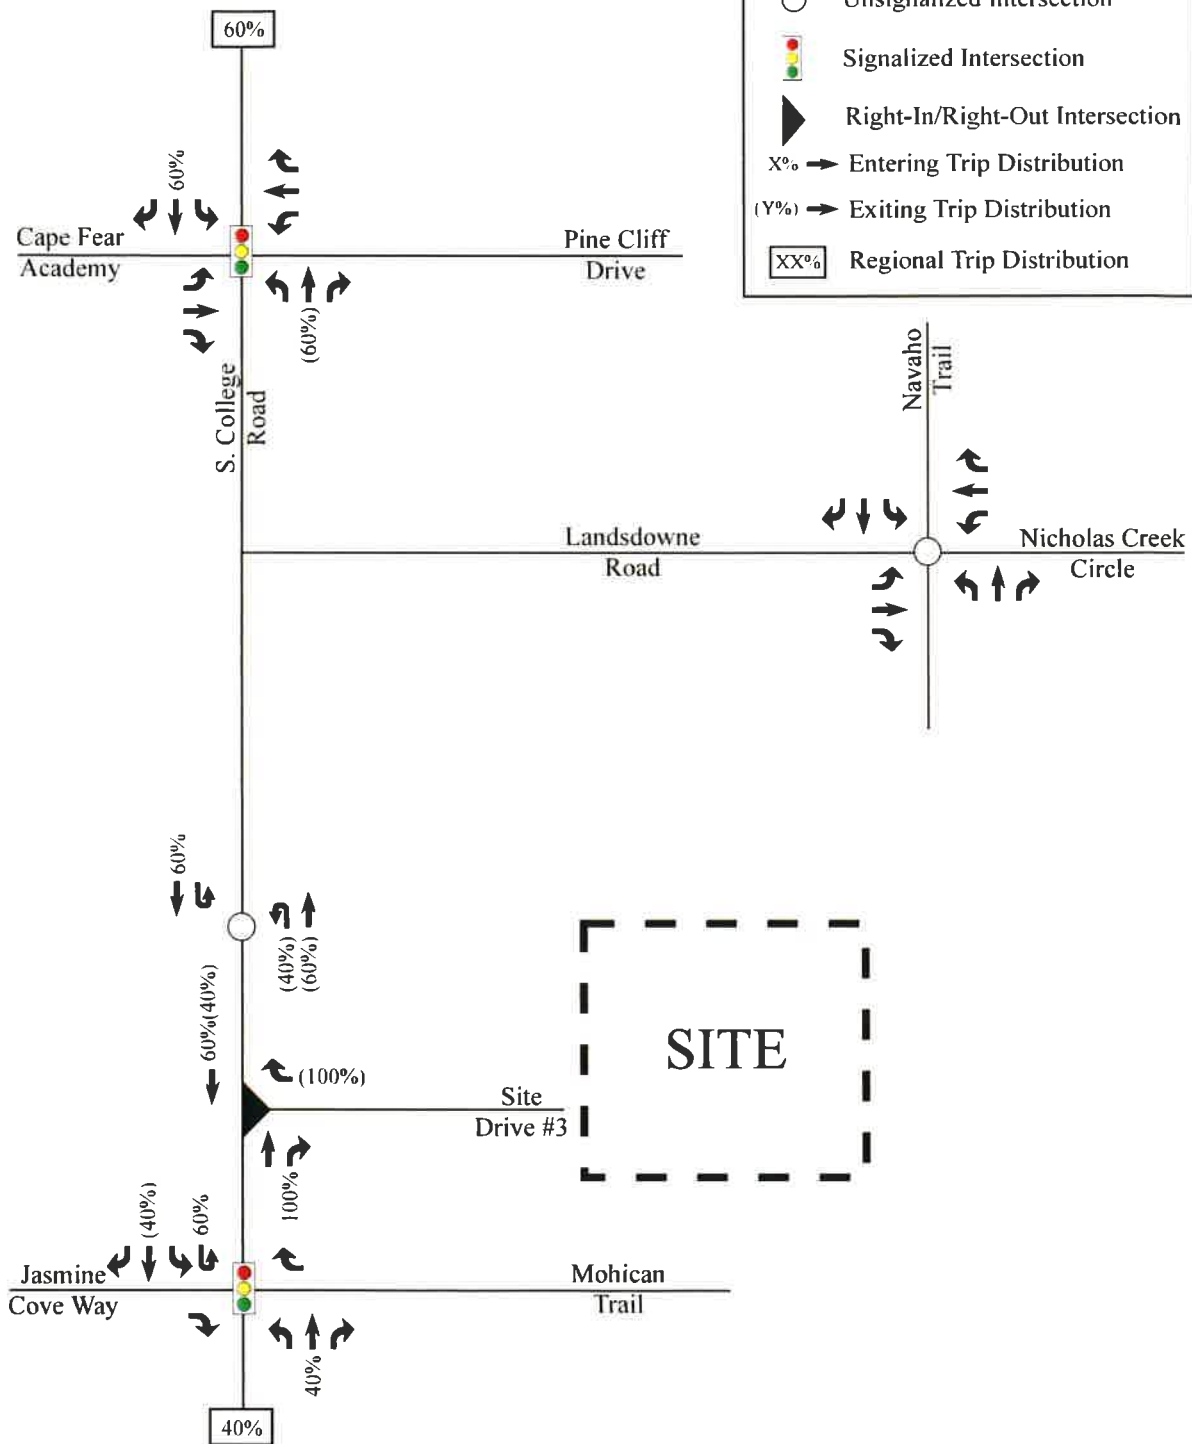 60%
Unsignalized Intersection
Signalized Intersection
Right-In/Right-Out Intersection
X% Entering Trip Distribution
(Y%) Exiting Trip Distribution
XX% Regional Trip Distribution
60%
Cape Fear
Academy
Pine Cliff
Drive
(60%)
S. College
Road
Navaho
Trail
Landsdowne
Road
Nicholas Creek
Circle
60%
(40%)
(60%)
60%(40%)
SITE
(100%)
Site
Drive #3
100%
(40%)
60%
Jasmine
Cove Way
Mohican
Trail
40%
40%